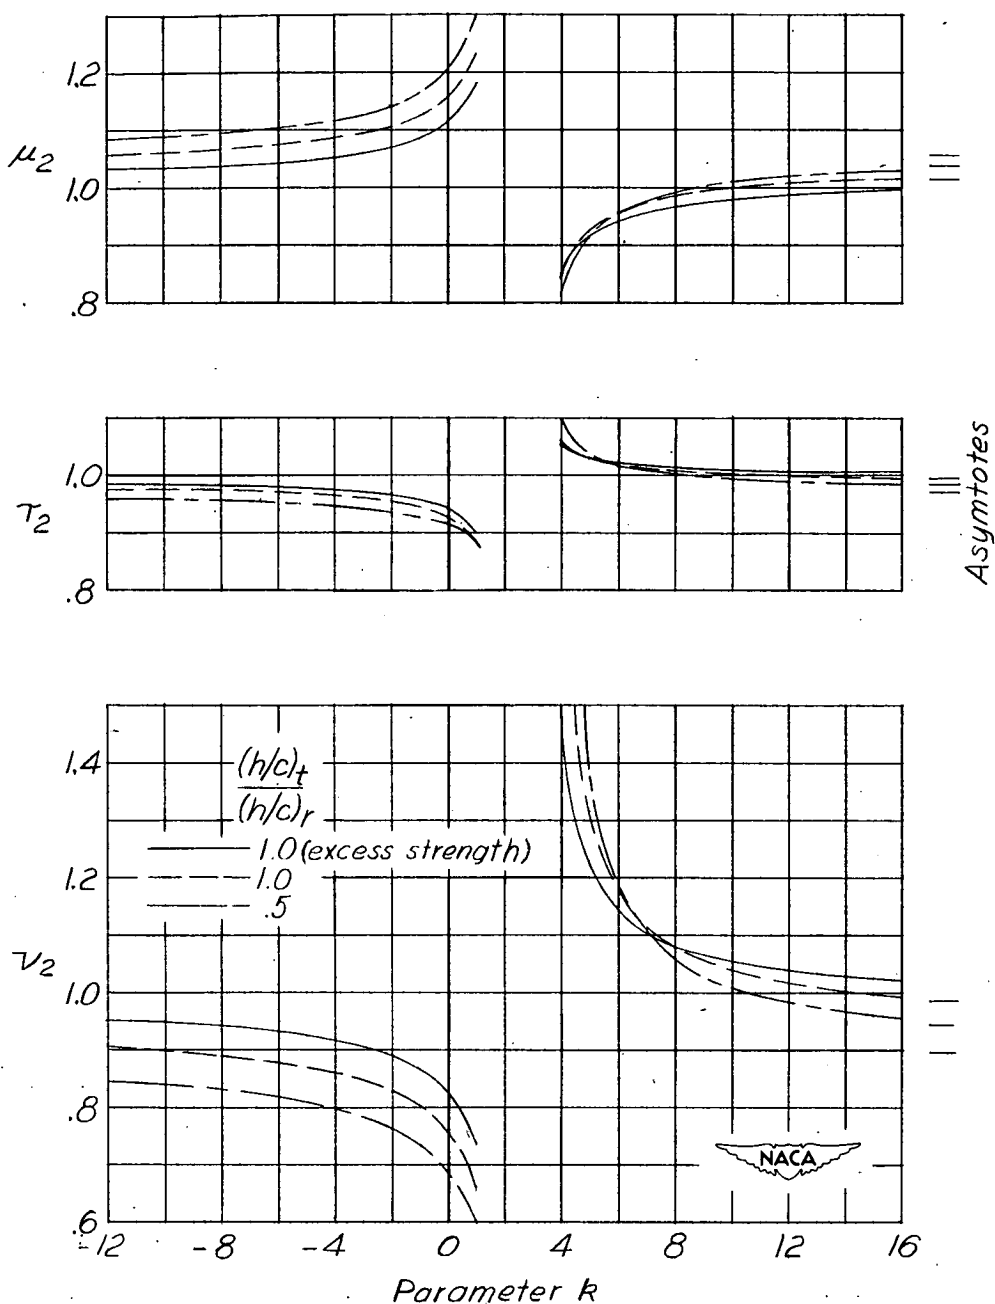 1.2
μ2
1.0
.8
1.0
τ2
.8
Asymtotes
1.4
(h/c)t
(h/c)r
1.0 (excess strength)
1.2
1.0
.5
ν2
1.0
.8
NACA
.6
-12 -8 -4 0 4 8 12 16
Parameter k